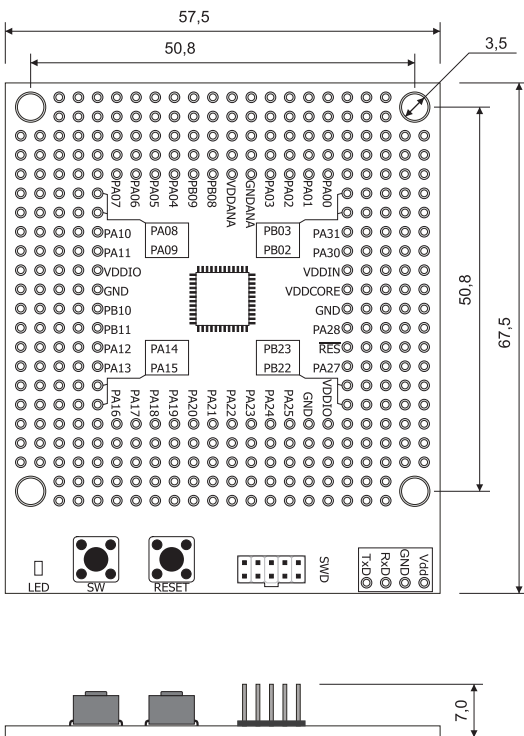 57,5
50,8
3,5
PA07
PA06
PA05
PA04
PB09
PB08
VDDANA
GNDANA
PA03
PA02
PA01
PA00
PA10 PA08 PB03 PA31
PA11 PA09 PB02 PA30
VDDIO VDDIN
GND VDDCORE
PB10 GND
PB11 PA28
PA12 PA14 PB23 RES
PA13 PA15 PB22 PA27
PA16
PA17
PA18
PA19
PA20
PA21
PA22
PA23
PA24
PA25
GND
VDDIO
50,8
67,5
LED
SW
RESET
SWD
TxD
RxD
GND
Vdd
7,0